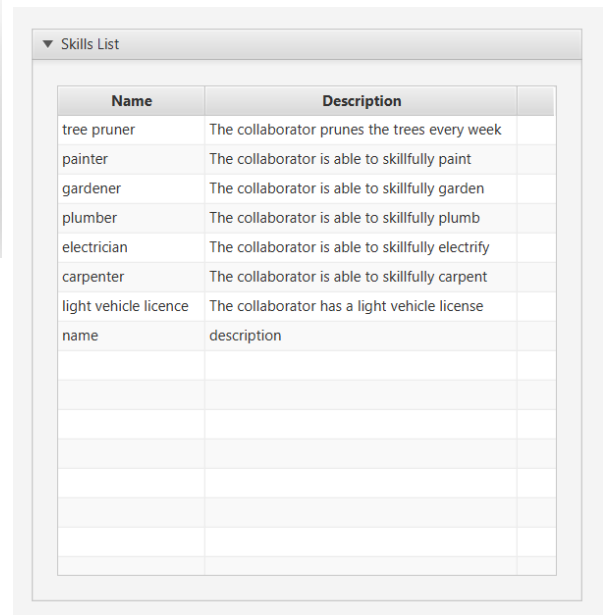 Skills List
Name Description
tree pruner The collaborator prunes the trees every week
painter The collaborator is able to skillfully paint
gardener The collaborator is able to skillfully garden
plumber The collaborator is able to skillfully plumb
electrician The collaborator is able to skillfully electrify
carpenter The collaborator is able to skillfully carpent
light vehicle licence The collaborator has a light vehicle license
name description